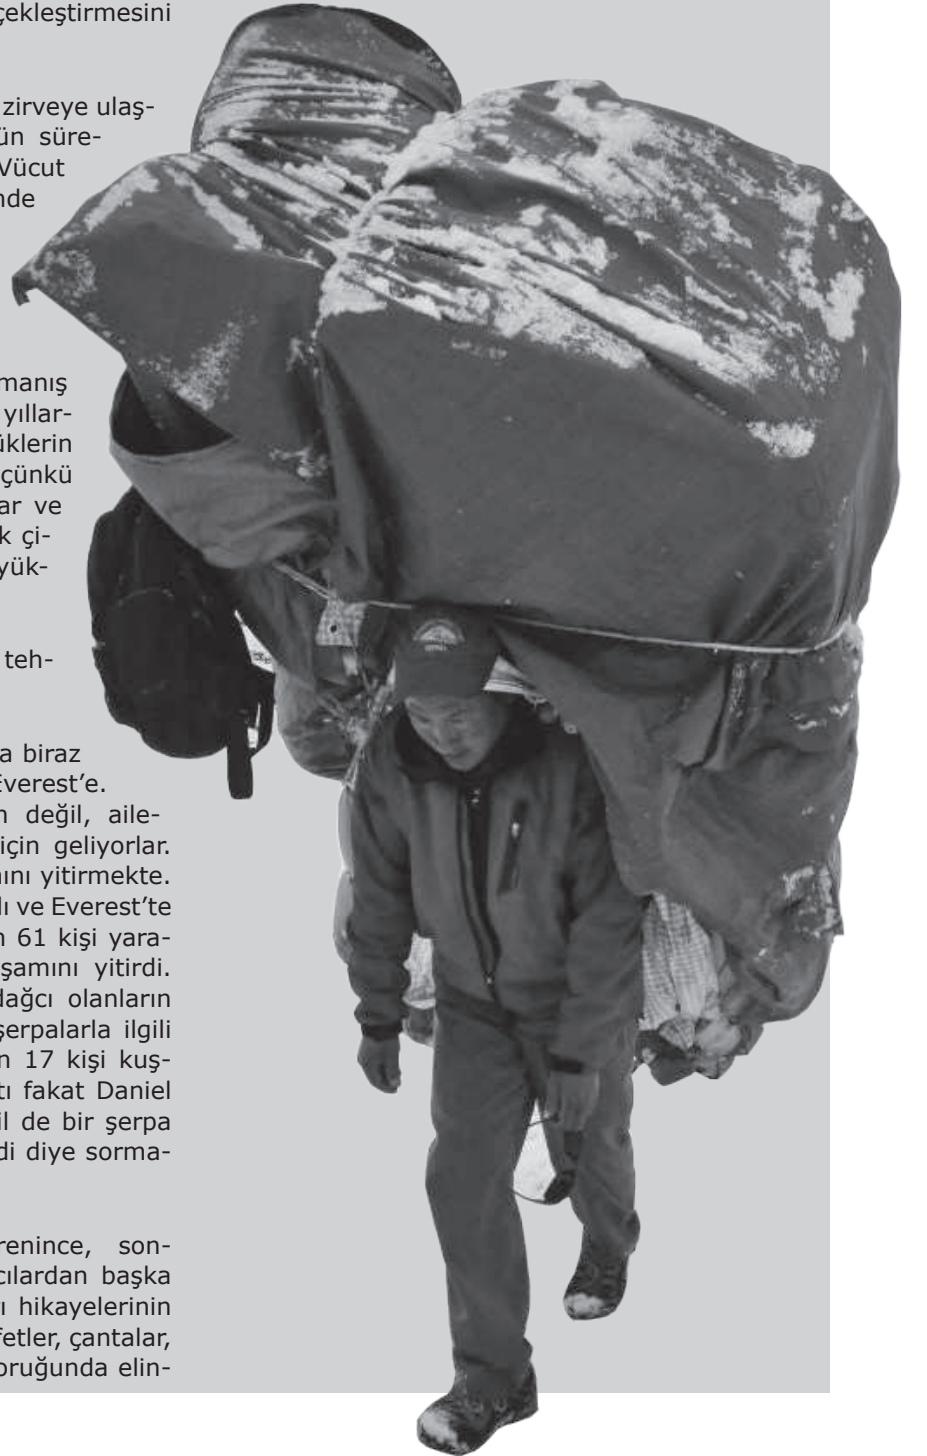 çekleştirmesini
zirveye ulaş-
ün süre-
Vücut
nde
manış
yıllar-
üklerin
çünkü
ar ve
k çi-
yük-
teh-
a biraz
Everest’e.
n değil, aile-
için geliyorlar.
nını yitirmekte.
lı ve Everest’te
n 61 kişi yara-
şamını yitirdi.
dağcı olanların
şerpalarla ilgili
n 17 kişi kuş-
tı fakat Daniel
il de bir şerpa
di diye sorma-
renince, son-
cılardan başka
ı hikayelerinin
fetler, çantalar,
oruğunda elin-